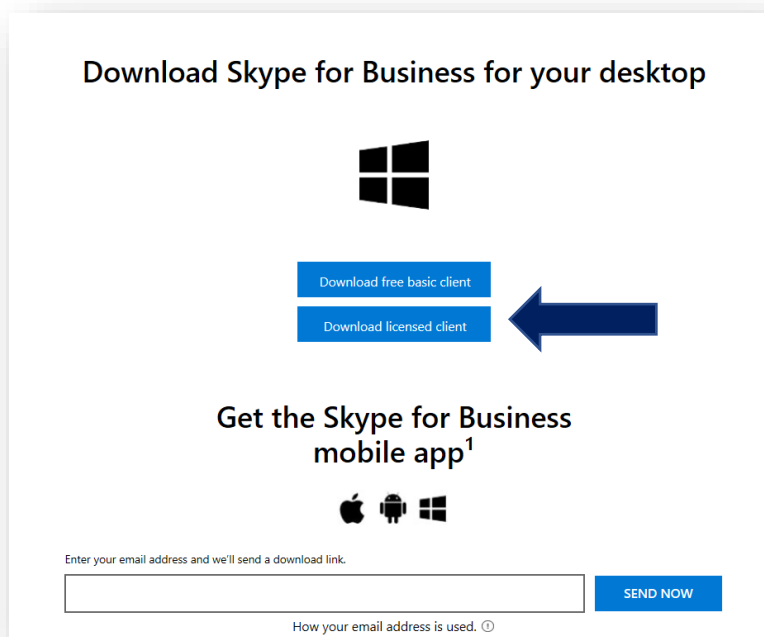 Download Skype for Business for your desktop
Download free basic client
Download licensed client
Get the Skype for Business
mobile app¹
Enter your email address and we'll send a download link.
SEND NOW
How your email address is used.